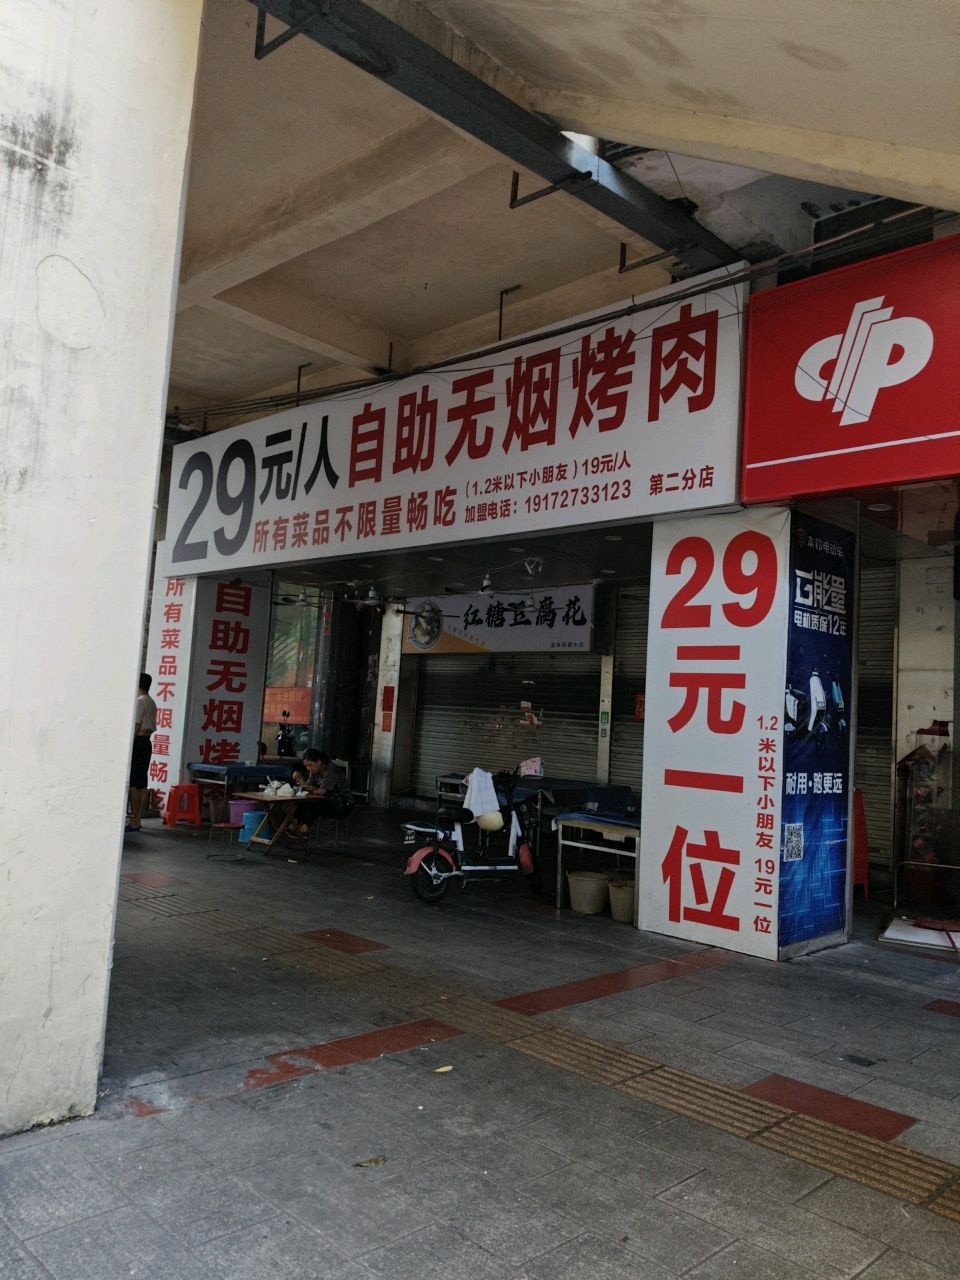 29元/人自助无烟烤肉
所有菜品不限量畅吃
(1.2米以下小朋友)19元/人
加盟电话：19172733123
第二分店
所有菜品不限量畅吃
自助无烟烤
红糖豆腐花
29元一位
1.2米以下小朋友 19元一位
电机质保12年
耐用·跑更远